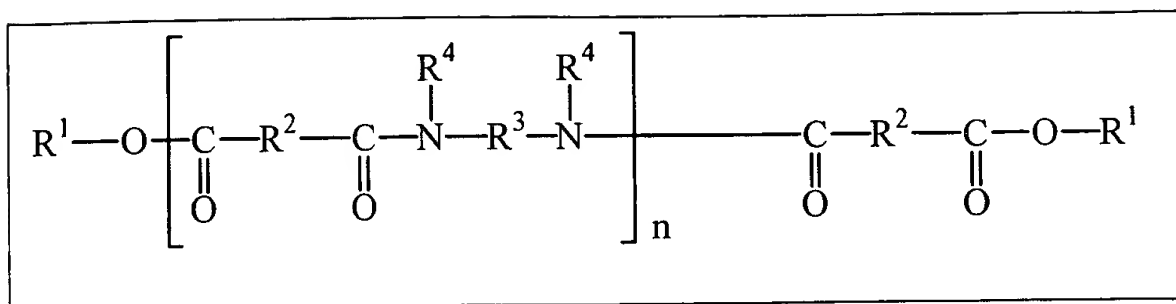 R⁴ R⁴
R¹—O—[C—R²—C—N—R³—N]—C—R²—C—O—R¹
O O O O
n